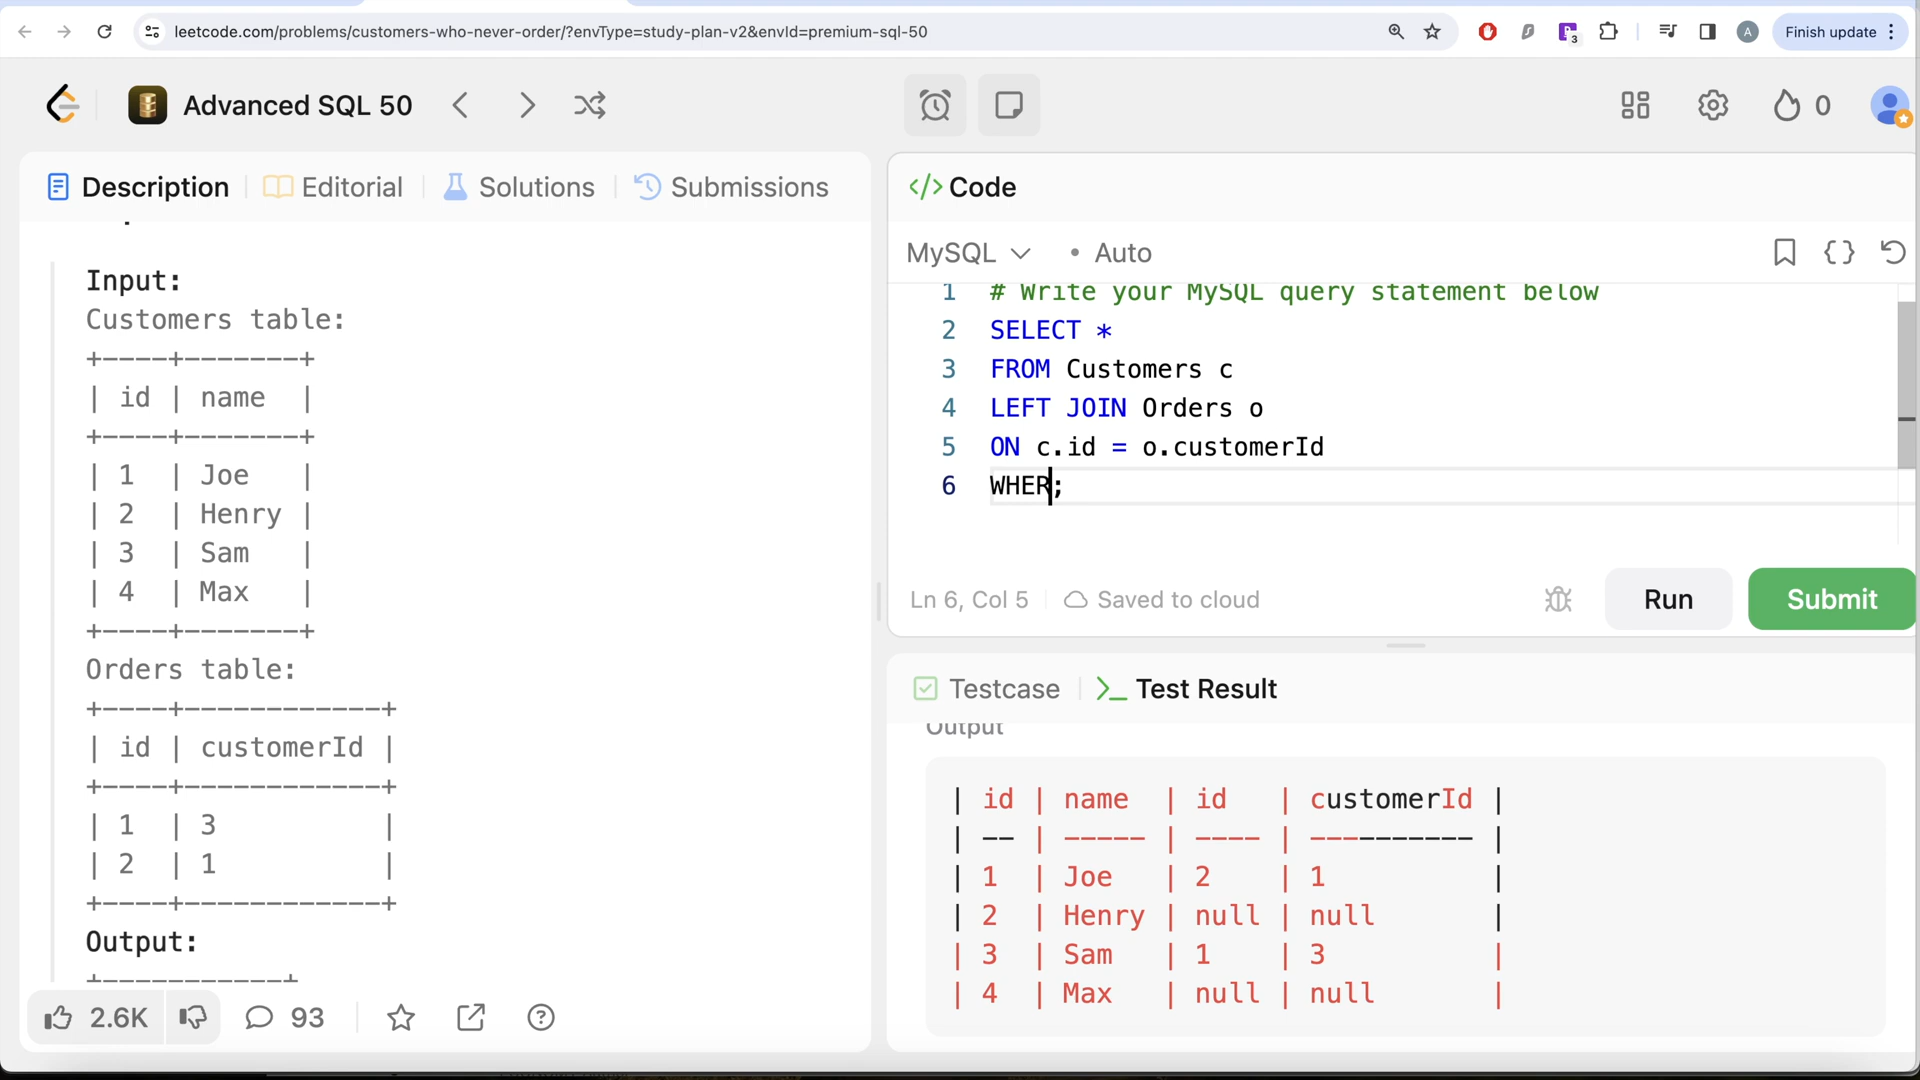 leetcode.com/problems/customers-who-never-order/?envType=study-plan-v2&envId=premium-sql-50
3
A
Finish update
Advanced SQL 50
0
Description
Editorial
Solutions
Submissions
Input:
Customers table:
+----+-------+
| id | name  |
+----+-------+
| 1  | Joe   |
| 2  | Henry |
| 3  | Sam   |
| 4  | Max   |
+----+-------+
Orders table:
+----+------------+
| id | customerId |
+----+------------+
| 1  | 3          |
| 2  | 1          |
+----+------------+
Output:
+-----------+
2.6K
93
</> Code
MySQL
• Auto
{}
1 # Write your MySQL query statement below
2 SELECT *
3 FROM Customers c
4 LEFT JOIN Orders o
5 ON c.id = o.customerId
6 WHER;
Ln 6, Col 5
Saved to cloud
Run
Submit
Testcase
>_ Test Result
Output
| id | name  | id   | customerId |
| -- | ----- | ---- | ---------- |
| 1  | Joe   | 2    | 1          |
| 2  | Henry | null | null       |
| 3  | Sam   | 1    | 3          |
| 4  | Max   | null | null       |